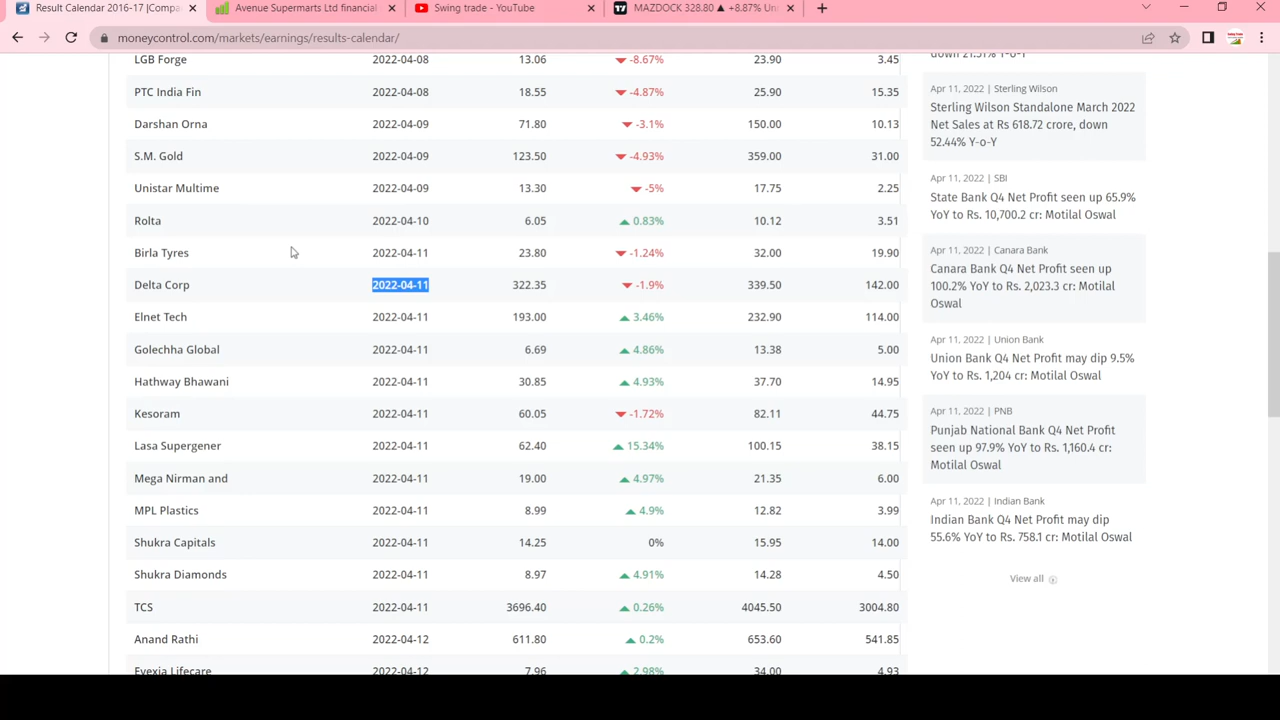 Result Calendar 2016-17 |Compa
Avenue Supermarts Ltd financial
Swing trade - YouTube
MAZDOCK 328.80 ▲ +8.87% Un
moneycontrol.com/markets/earnings/results-calendar/
LGB Forge 2022-04-08 13.06 -8.67% 23.90 3.45
PTC India Fin 2022-04-08 18.55 -4.87% 25.90 15.35
Darshan Orna 2022-04-09 71.80 -3.1% 150.00 10.13
S.M. Gold 2022-04-09 123.50 -4.93% 359.00 31.00
Unistar Multime 2022-04-09 13.30 -5% 17.75 2.25
Rolta 2022-04-10 6.05 0.83% 10.12 3.51
Birla Tyres 2022-04-11 23.80 -1.24% 32.00 19.90
Delta Corp 2022-04-11 322.35 -1.9% 339.50 142.00
Elnet Tech 2022-04-11 193.00 3.46% 232.90 114.00
Golechha Global 2022-04-11 6.69 4.86% 13.38 5.00
Hathway Bhawani 2022-04-11 30.85 4.93% 37.70 14.95
Kesoram 2022-04-11 60.05 -1.72% 82.11 44.75
Lasa Supergener 2022-04-11 62.40 15.34% 100.15 38.15
Mega Nirman and 2022-04-11 19.00 4.97% 21.35 6.00
MPL Plastics 2022-04-11 8.99 4.9% 12.82 3.99
Shukra Capitals 2022-04-11 14.25 0% 15.95 14.00
Shukra Diamonds 2022-04-11 8.97 4.91% 14.28 4.50
TCS 2022-04-11 3696.40 0.26% 4045.50 3004.80
Anand Rathi 2022-04-12 611.80 0.2% 653.60 541.85
Evexia Lifecare 2022-04-12 7.96 2.98% 34.00 4.93
down 21.51% Y-o-Y
Apr 11, 2022 | Sterling Wilson
Sterling Wilson Standalone March 2022
Net Sales at Rs 618.72 crore, down
52.44% Y-o-Y
Apr 11, 2022 | SBI
State Bank Q4 Net Profit seen up 65.9%
YoY to Rs. 10,700.2 cr: Motilal Oswal
Apr 11, 2022 | Canara Bank
Canara Bank Q4 Net Profit seen up
100.2% YoY to Rs. 2,023.3 cr: Motilal
Oswal
Apr 11, 2022 | Union Bank
Union Bank Q4 Net Profit may dip 9.5%
YoY to Rs. 1,204 cr: Motilal Oswal
Apr 11, 2022 | PNB
Punjab National Bank Q4 Net Profit
seen up 97.9% YoY to Rs. 1,160.4 cr:
Motilal Oswal
Apr 11, 2022 | Indian Bank
Indian Bank Q4 Net Profit may dip
55.6% YoY to Rs. 758.1 cr: Motilal Oswal
View all